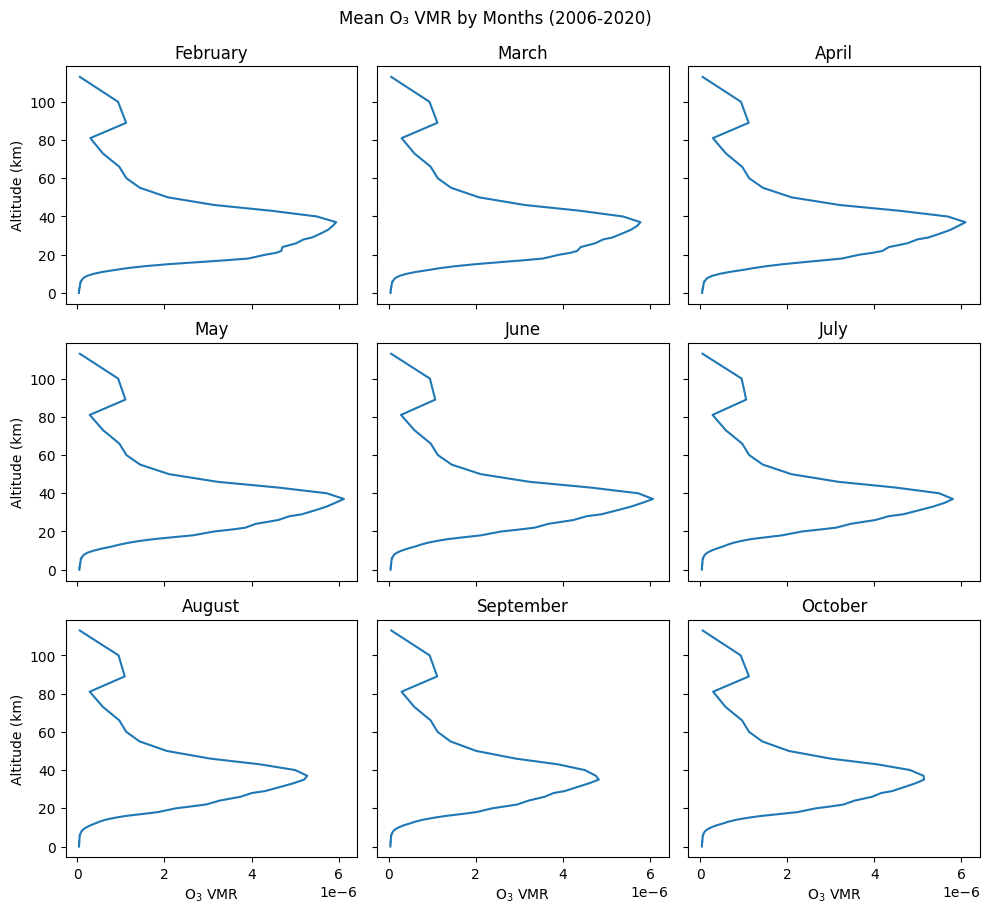 Mean O₃ VMR by Months (2006-2020)
February
March
April
Altitude (km)
100
80
60
40
20
0
May
June
July
Altitude (km)
100
80
60
40
20
0
August
September
October
Altitude (km)
100
80
60
40
20
0
0 2 4 6
1e−6
O₃ VMR
0 2 4 6
1e−6
O₃ VMR
0 2 4 6
1e−6
O₃ VMR